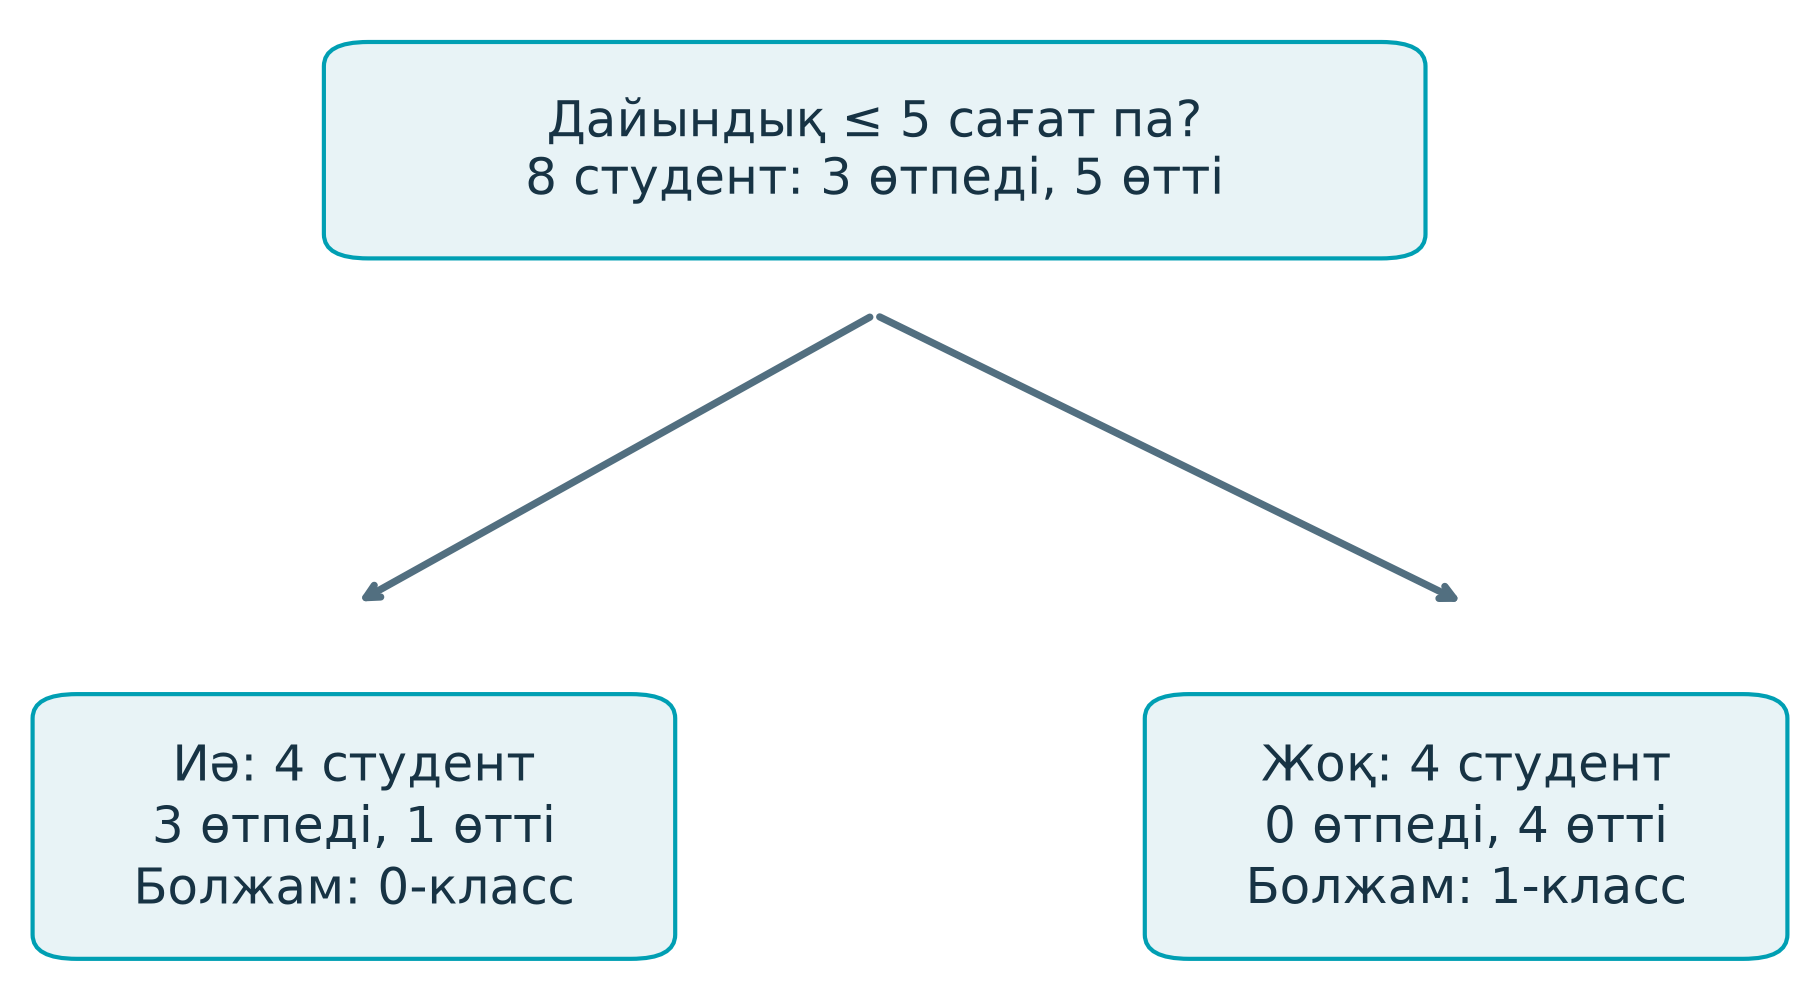 Дайындық ≤ 5 сағат па?
8 студент: 3 өтпеді, 5 өтті
Иә: 4 студент
3 өтпеді, 1 өтті
Болжам: 0-класс
Жоқ: 4 студент
0 өтпеді, 4 өтті
Болжам: 1-класс